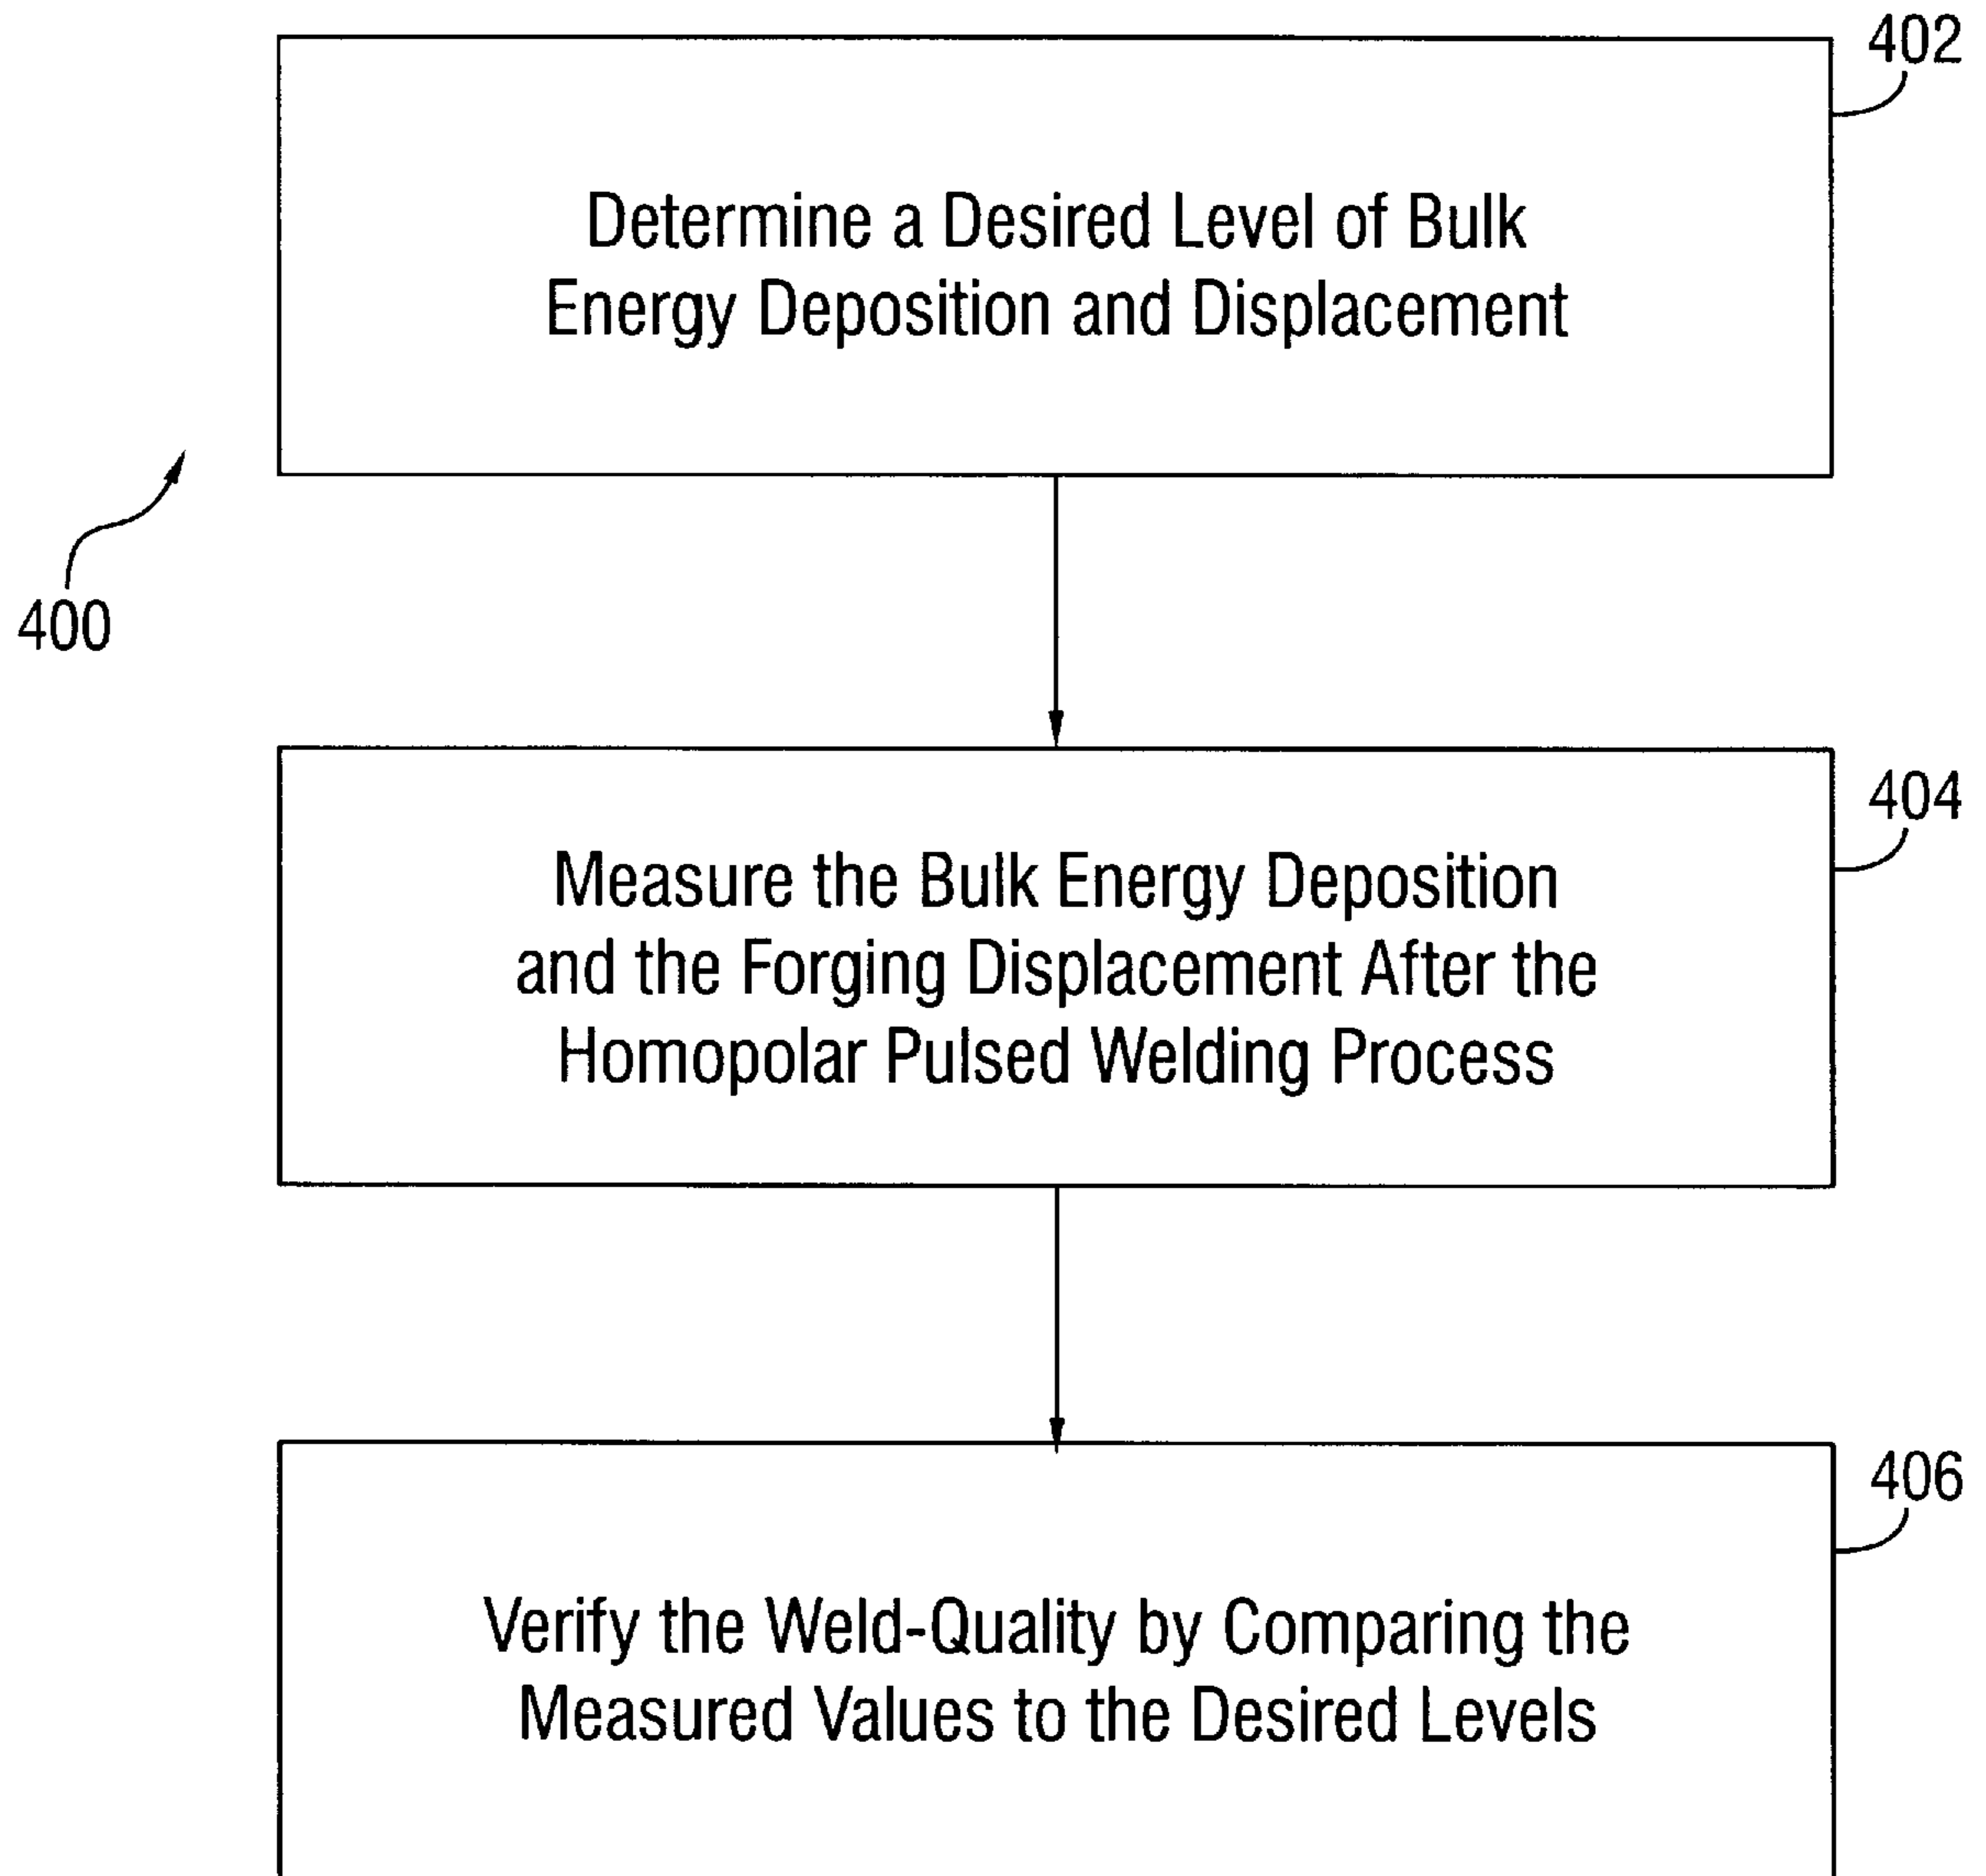 402
Determine a Desired Level of Bulk
Energy Deposition and Displacement
400
404
Measure the Bulk Energy Deposition
and the Forging Displacement After the
Homopolar Pulsed Welding Process
406
Verify the Weld-Quality by Comparing the
Measured Values to the Desired Levels